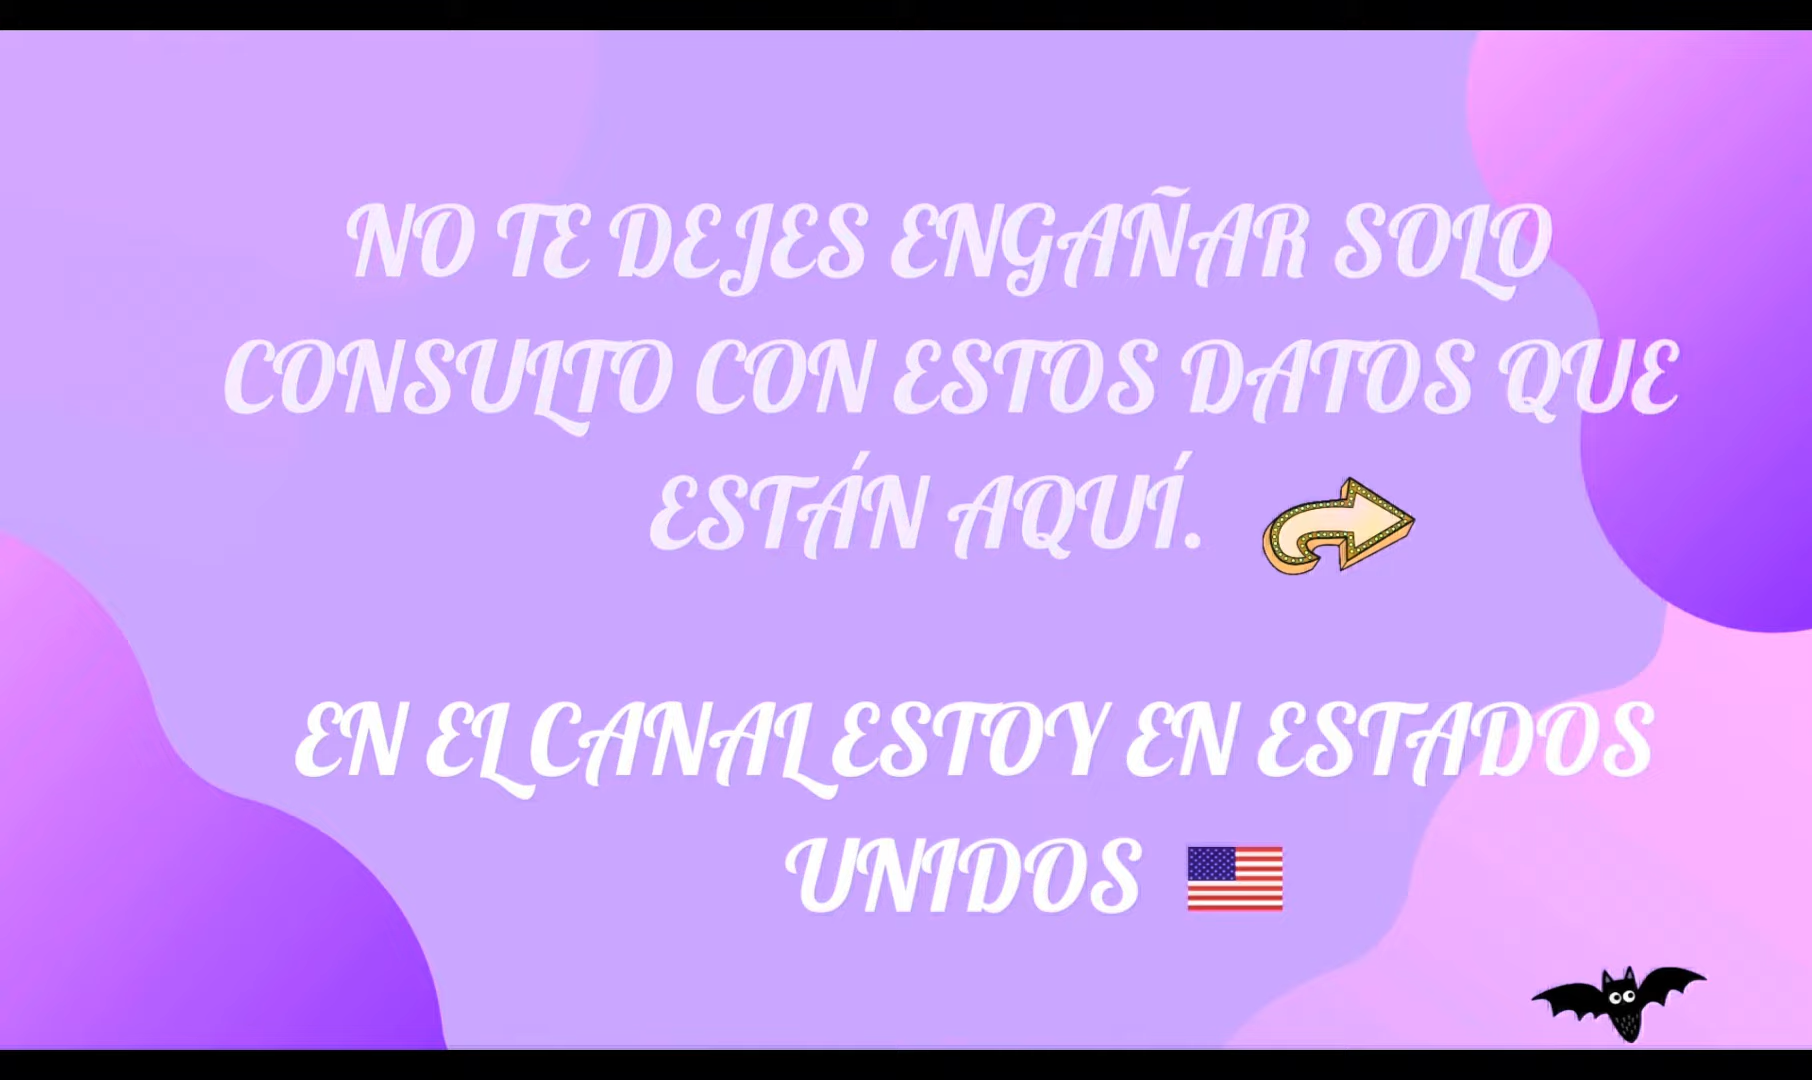 NO TE DEJES ENGAÑAR SOLO
CONSULTO CON ESTOS DATOS QUE
ESTÁN AQUÍ.
EN EL CANAL ESTOY EN ESTADOS
UNIDOS